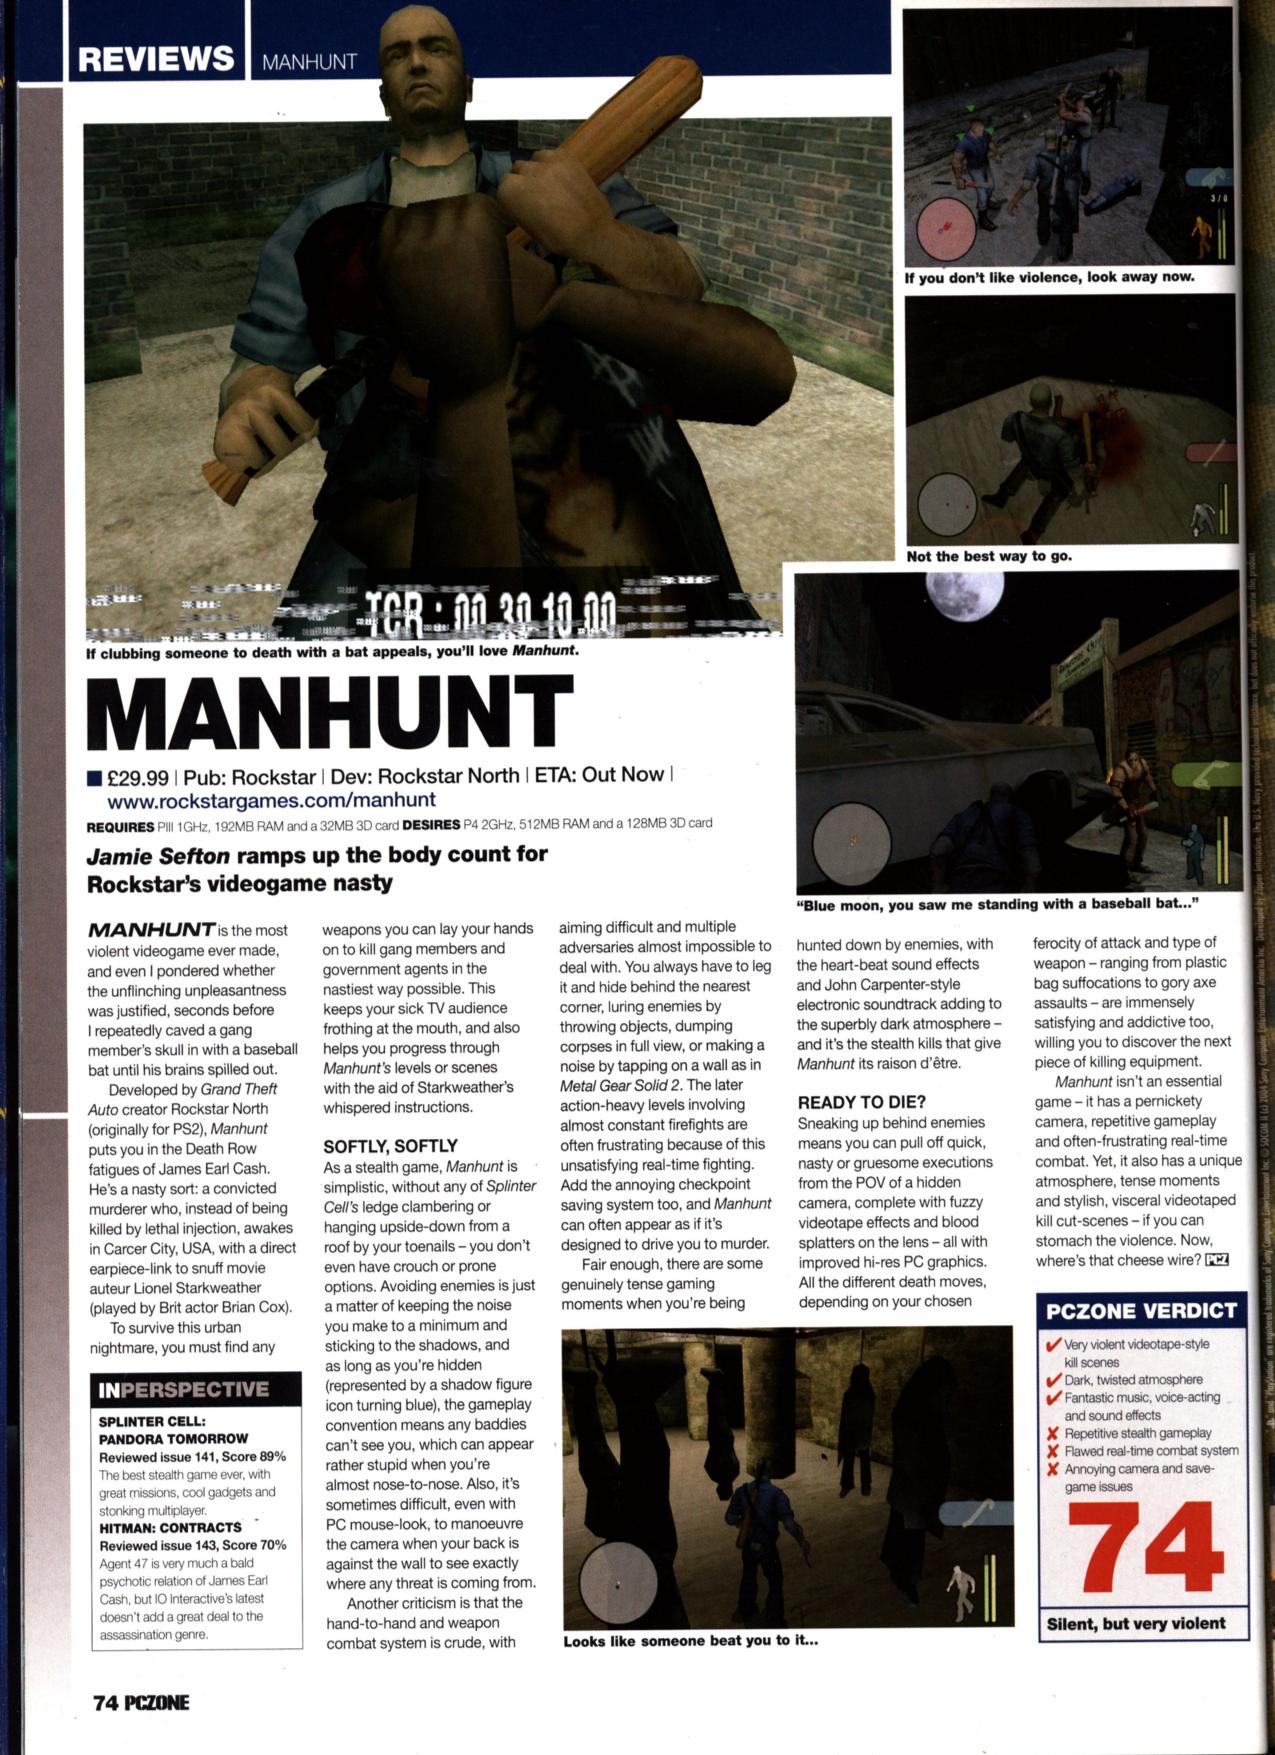 REVIEWS
MANHUNT
TCR : 00 30 10 00
If clubbing someone to death with a bat appeals, you'll love Manhunt.
If you don't like violence, look away now.
3/0
Not the best way to go.
"Blue moon, you saw me standing with a baseball bat..."
MANHUNT
£29.99 | Pub: Rockstar | Dev: Rockstar North | ETA: Out Now |
www.rockstargames.com/manhunt
REQUIRES PIII 1GHz, 192MB RAM and a 32MB 3D card DESIRES P4 2GHz, 512MB RAM and a 128MB 3D card
Jamie Sefton ramps up the body count for
Rockstar's videogame nasty
MANHUNT is the most
violent videogame ever made,
and even I pondered whether
the unflinching unpleasantness
was justified, seconds before
I repeatedly caved a gang
member's skull in with a baseball
bat until his brains spilled out.
Developed by Grand Theft
Auto creator Rockstar North
(originally for PS2), Manhunt
puts you in the Death Row
fatigues of James Earl Cash.
He's a nasty sort: a convicted
murderer who, instead of being
killed by lethal injection, awakes
in Carcer City, USA, with a direct
earpiece-link to snuff movie
auteur Lionel Starkweather
(played by Brit actor Brian Cox).
To survive this urban
nightmare, you must find any
weapons you can lay your hands
on to kill gang members and
government agents in the
nastiest way possible. This
keeps your sick TV audience
frothing at the mouth, and also
helps you progress through
Manhunt's levels or scenes
with the aid of Starkweather's
whispered instructions.
SOFTLY, SOFTLY
As a stealth game, Manhunt is
simplistic, without any of Splinter
Cell's ledge clambering or
hanging upside-down from a
roof by your toenails – you don't
even have crouch or prone
options. Avoiding enemies is just
a matter of keeping the noise
you make to a minimum and
sticking to the shadows, and
as long as you're hidden
(represented by a shadow figure
icon turning blue), the gameplay
convention means any baddies
can't see you, which can appear
rather stupid when you're
almost nose-to-nose. Also, it's
sometimes difficult, even with
PC mouse-look, to manoeuvre
the camera when your back is
against the wall to see exactly
where any threat is coming from.
Another criticism is that the
hand-to-hand and weapon
combat system is crude, with
aiming difficult and multiple
adversaries almost impossible to
deal with. You always have to leg
it and hide behind the nearest
corner, luring enemies by
throwing objects, dumping
corpses in full view, or making a
noise by tapping on a wall as in
Metal Gear Solid 2. The later
action-heavy levels involving
almost constant firefights are
often frustrating because of this
unsatisfying real-time fighting.
Add the annoying checkpoint
saving system too, and Manhunt
can often appear as if it's
designed to drive you to murder.
Fair enough, there are some
genuinely tense gaming
moments when you're being
hunted down by enemies, with
the heart-beat sound effects
and John Carpenter-style
electronic soundtrack adding to
the superbly dark atmosphere –
and it's the stealth kills that give
Manhunt its raison d'être.
READY TO DIE?
Sneaking up behind enemies
means you can pull off quick,
nasty or gruesome executions
from the POV of a hidden
camera, complete with fuzzy
videotape effects and blood
splatters on the lens – all with
improved hi-res PC graphics.
All the different death moves,
depending on your chosen
ferocity of attack and type of
weapon – ranging from plastic
bag suffocations to gory axe
assaults – are immensely
satisfying and addictive too,
willing you to discover the next
piece of killing equipment.
Manhunt isn't an essential
game – it has a pernickety
camera, repetitive gameplay
and often-frustrating real-time
combat. Yet, it also has a unique
atmosphere, tense moments
and stylish, visceral videotaped
kill cut-scenes – if you can
stomach the violence. Now,
where's that cheese wire? PCZ
INPERSPECTIVE
SPLINTER CELL:
PANDORA TOMORROW
Reviewed issue 141, Score 89%
The best stealth game ever, with
great missions, cool gadgets and
stonking multiplayer.
HITMAN: CONTRACTS
Reviewed issue 143, Score 70%
Agent 47 is very much a bald
psychotic relation of James Earl
Cash, but IO Interactive's latest
doesn't add a great deal to the
assassination genre.
Looks like someone beat you to it...
PCZONE VERDICT
Very violent videotape-style
kill scenes
Dark, twisted atmosphere
Fantastic music, voice-acting
and sound effects
Repetitive stealth gameplay
Flawed real-time combat system
Annoying camera and save-
game issues
74
Silent, but very violent
74 PCZONE